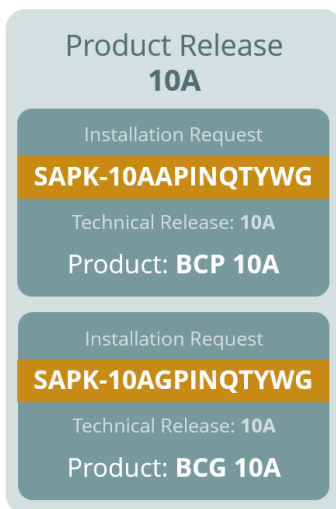 Product Release
10A
Installation Request
SAPK-10AAPINQTYWG
Technical Release: 10A
Product: BCP 10A
Installation Request
SAPK-10AGPINQTYWG
Technical Release: 10A
Product: BCG 10A